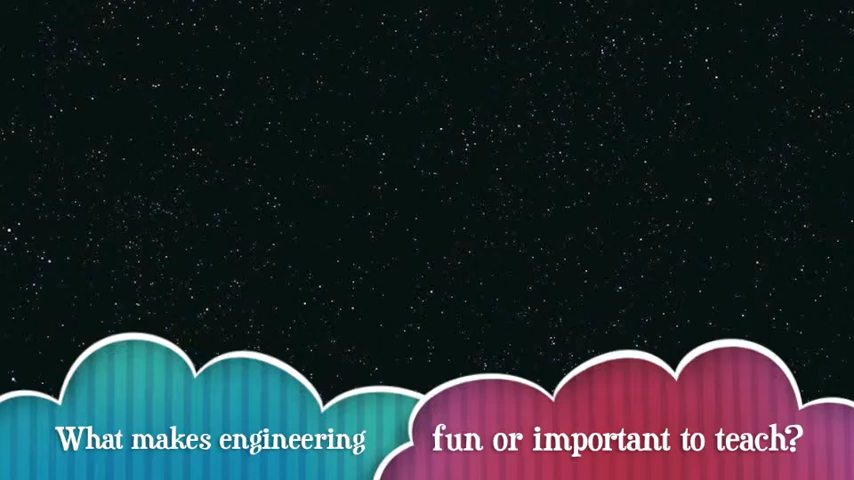 What makes engineering fun or important to teach?